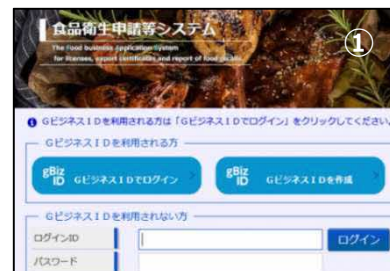 食品衛生申請等システム
The Food business Application System
for licenses, export certificates and report of food recalls
①
GビジネスIDを利用される方は「GビジネスIDでログイン」をクリックしてください。
GビジネスIDを利用される方
gBiz ID GビジネスIDでログイン
gBiz ID GビジネスIDを作成
GビジネスIDを利用されない方
ログインID
ログイン
パスワード